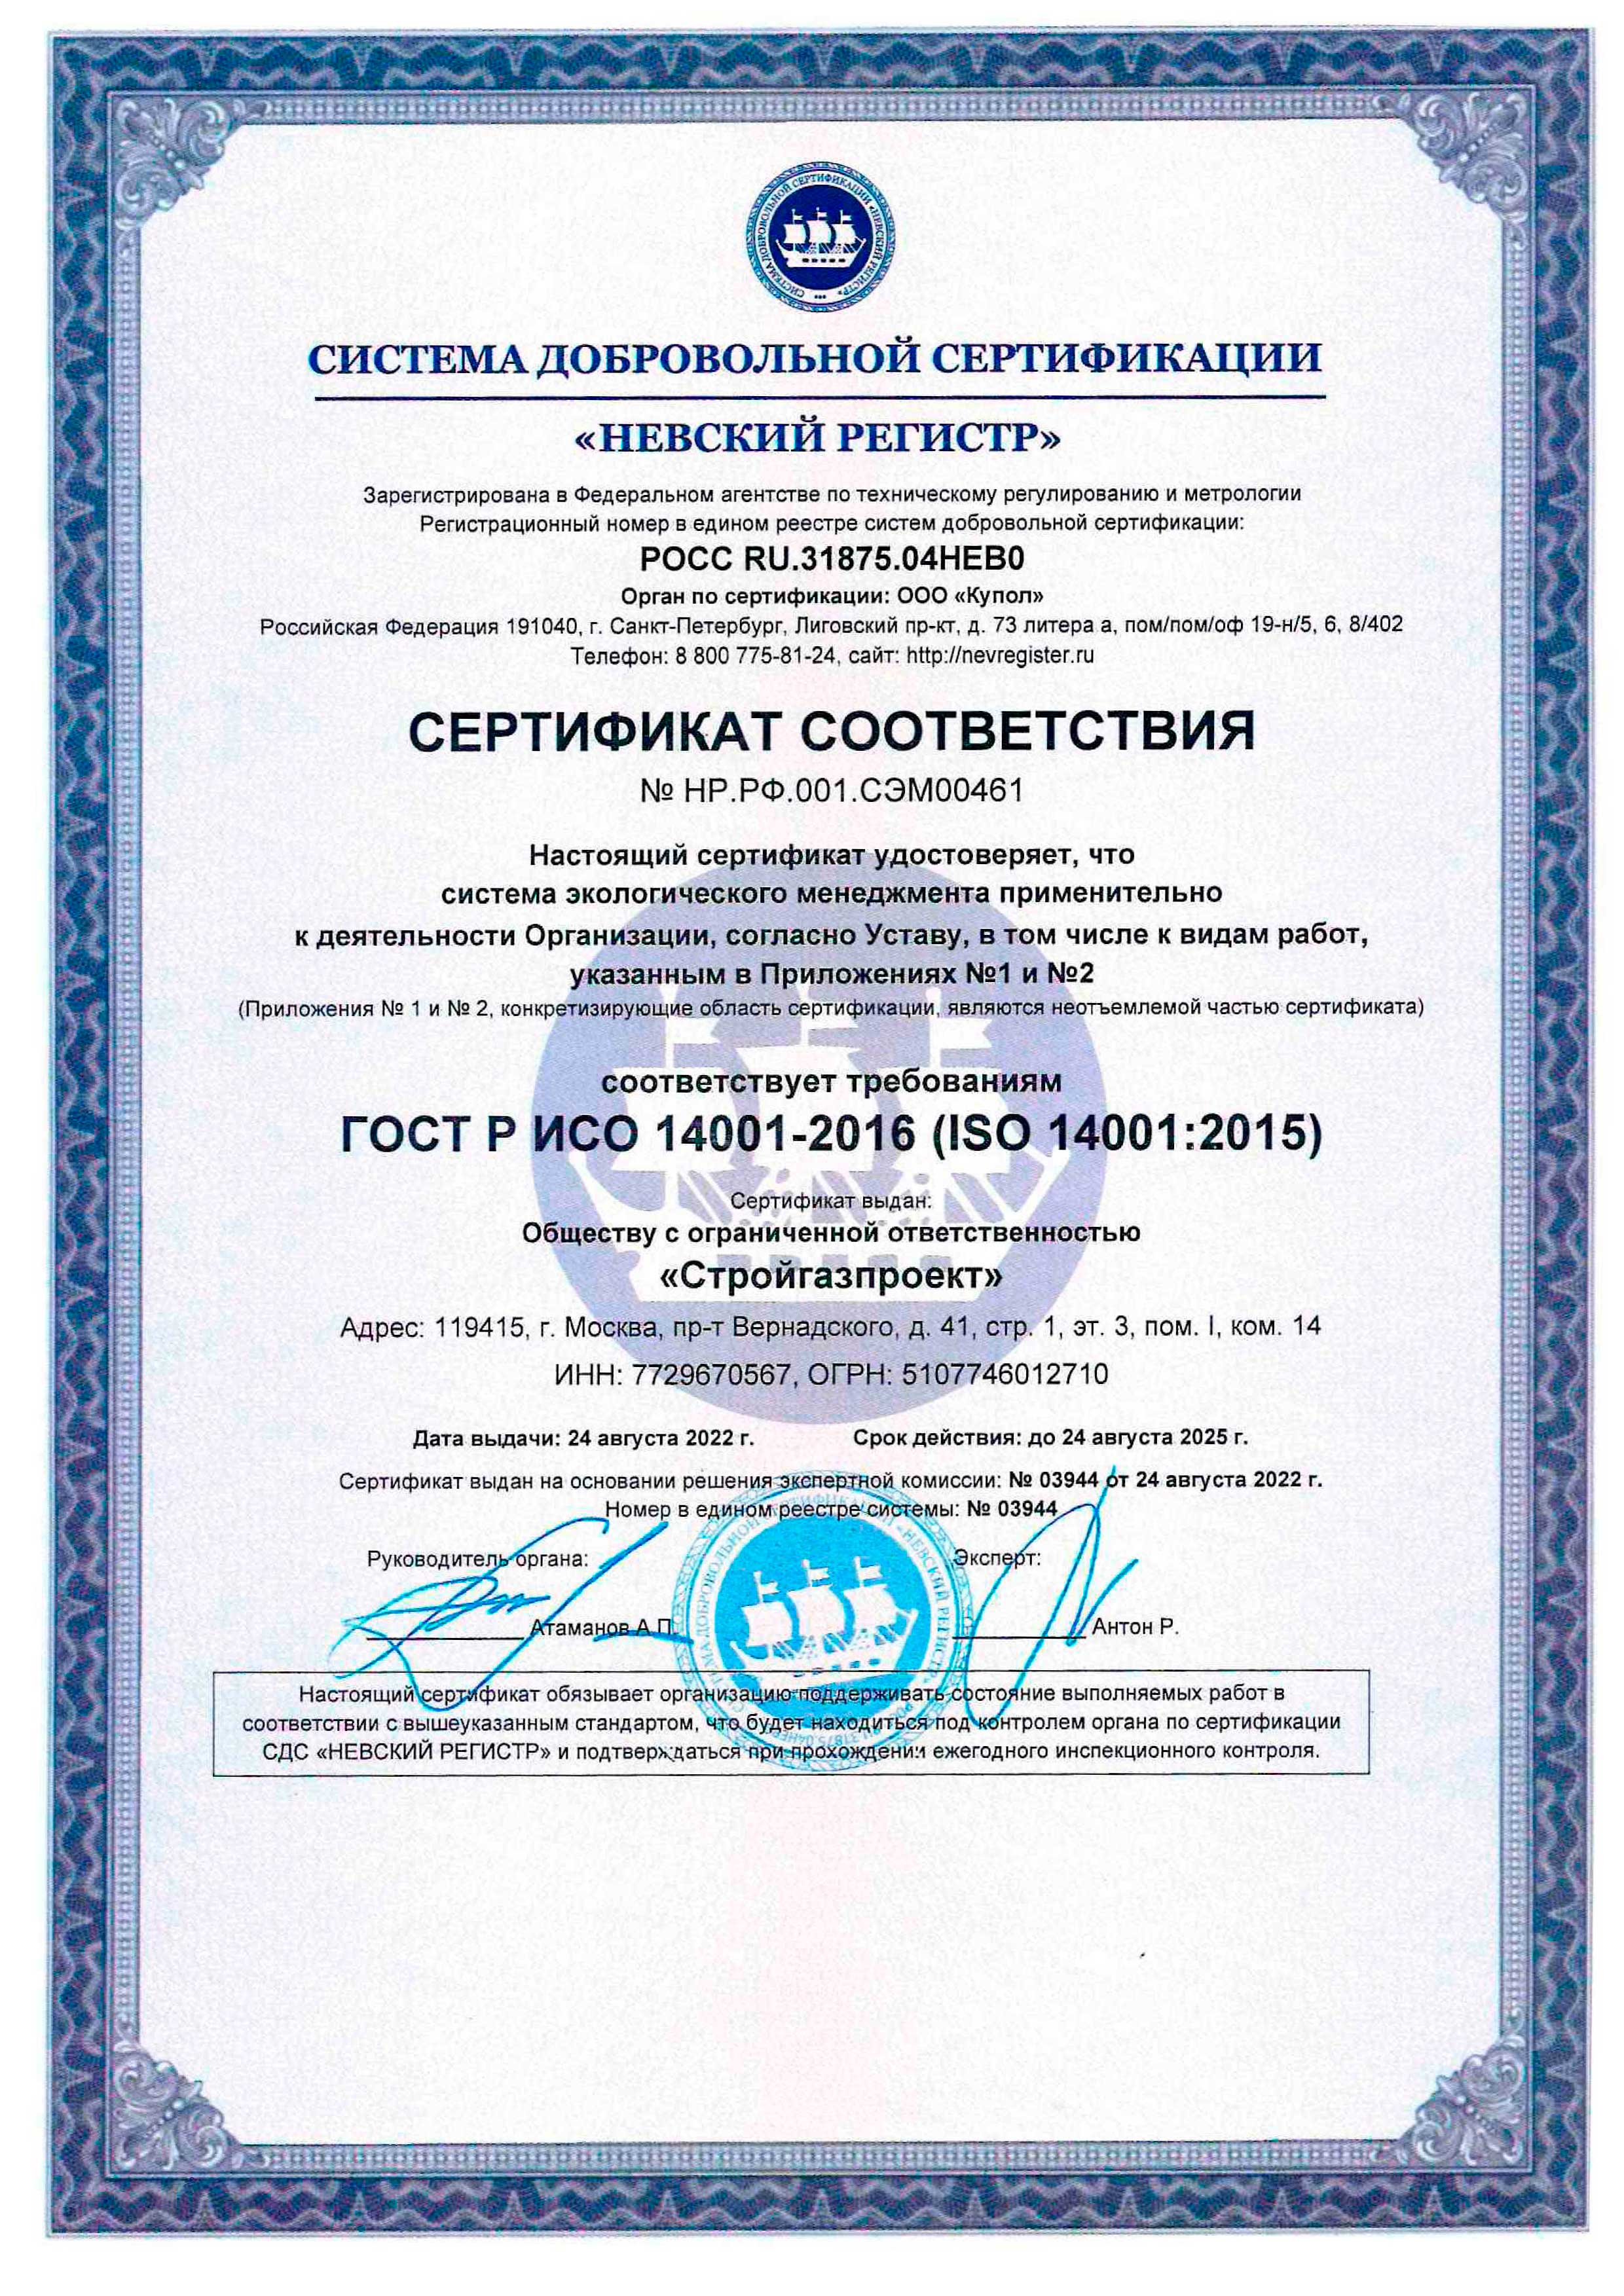 СИСТЕМА ДОБРОВОЛЬНОЙ СЕРТИФИКАЦИИ «НЕВСКИЙ РЕГИСТР»
СИСТЕМА ДОБРОВОЛЬНОЙ СЕРТИФИКАЦИИ
«НЕВСКИЙ РЕГИСТР»
Зарегистрирована в Федеральном агентстве по техническому регулированию и метрологии
Регистрационный номер в едином реестре систем добровольной сертификации:
РОСС RU.31875.04НЕВ0
Орган по сертификации: ООО «Купол»
Российская Федерация 191040, г. Санкт-Петербург, Лиговский пр-кт, д. 73 литера а, пом/пом/оф 19-н/5, 6, 8/402
Телефон: 8 800 775-81-24, сайт: http://nevregister.ru
СЕРТИФИКАТ СООТВЕТСТВИЯ
№ НР.РФ.001.СЭМ00461
Настоящий сертификат удостоверяет, что
система экологического менеджмента применительно
к деятельности Организации, согласно Уставу, в том числе к видам работ,
указанным в Приложениях №1 и №2
(Приложения № 1 и № 2, конкретизирующие область сертификации, являются неотъемлемой частью сертификата)
соответствует требованиям
ГОСТ Р ИСО 14001-2016 (ISO 14001:2015)
Сертификат выдан:
Обществу с ограниченной ответственностью
«Стройгазпроект»
Адрес: 119415, г. Москва, пр-т Вернадского, д. 41, стр. 1, эт. 3, пом. I, ком. 14
ИНН: 7729670567, ОГРН: 5107746012710
Дата выдачи: 24 августа 2022 г. Срок действия: до 24 августа 2025 г.
Сертификат выдан на основании решения экспертной комиссии: № 03944 от 24 августа 2022 г.
Номер в едином реестре системы: № 03944
Руководитель органа: Эксперт:
Атаманов А.П. Антон Р.
Настоящий сертификат обязывает организацию поддерживать состояние выполняемых работ в
соответствии с вышеуказанным стандартом, что будет находиться под контролем органа по сертификации
СДС «НЕВСКИЙ РЕГИСТР» и подтверждаться при прохождении ежегодного инспекционного контроля.